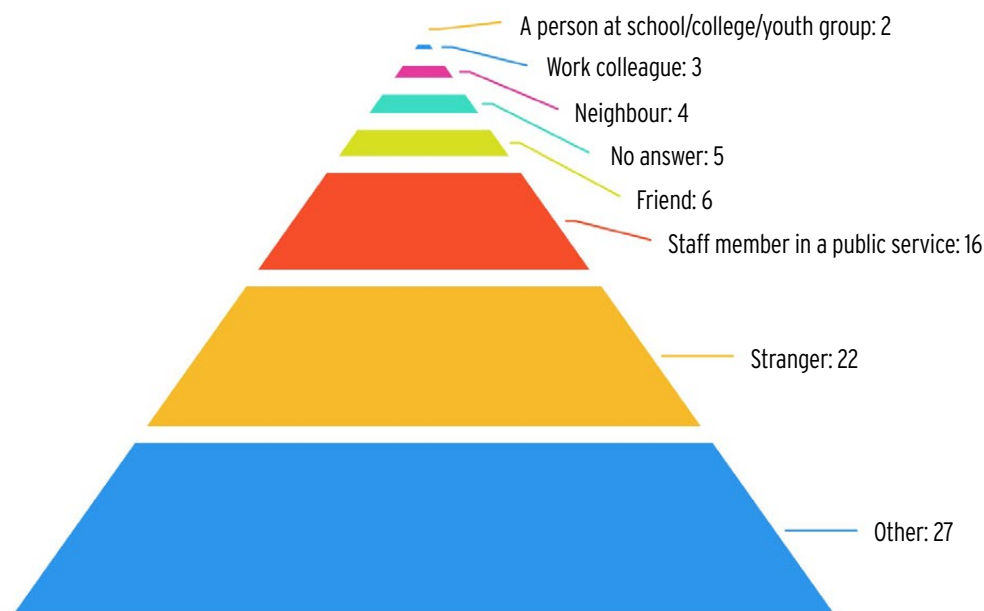 A person at school/college/youth group: 2
Work colleague: 3
Neighbour: 4
No answer: 5
Friend: 6
Staff member in a public service: 16
Stranger: 22
Other: 27